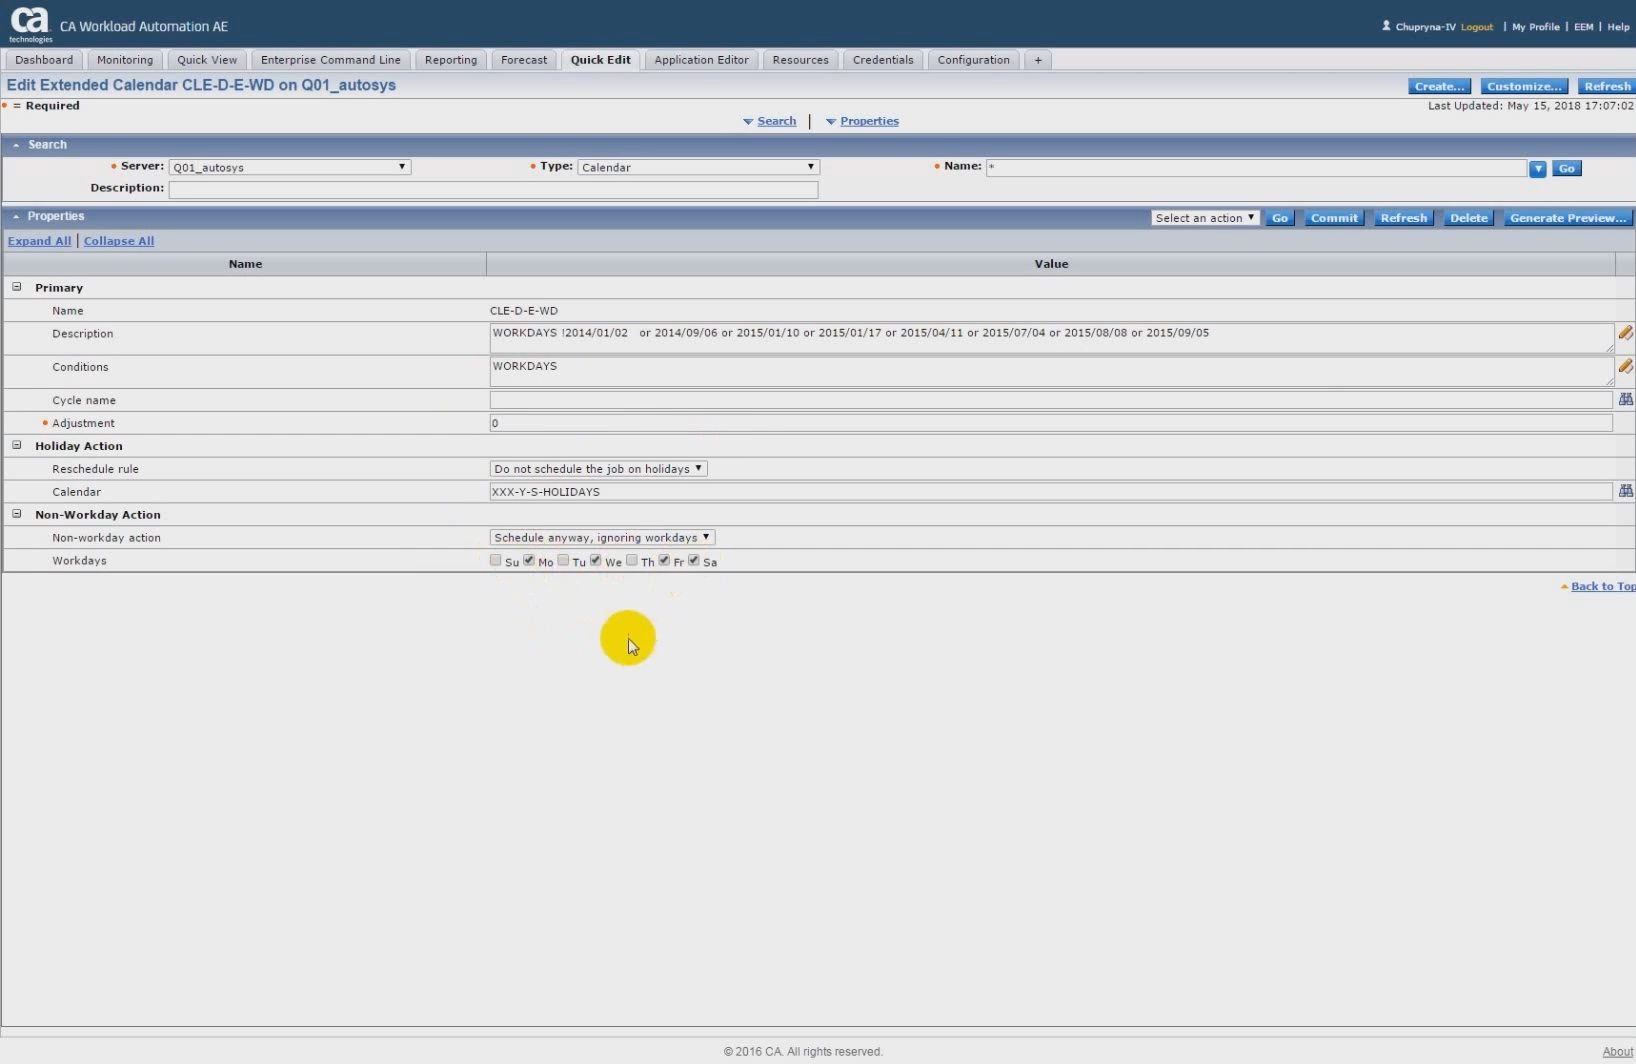 ca
technologies
CA Workload Automation AE
Chupryna-IV Logout | My Profile | EEM | Help
Dashboard Monitoring Quick View Enterprise Command Line Reporting Forecast Quick Edit Application Editor Resources Credentials Configuration +
Edit Extended Calendar CLE-D-E-WD on Q01_autosys
Create... Customize... Refresh
= Required
Last Updated: May 15, 2018 17:07:02
Search | Properties
Search
Server: Q01_autosys Type: Calendar Name: * Go
Description:
Properties
Select an action Go Commit Refresh Delete Generate Preview...
Expand All | Collapse All
Name Value
Primary
Name CLE-D-E-WD
Description WORKDAYS !2014/01/02 or 2014/09/06 or 2015/01/10 or 2015/01/17 or 2015/04/11 or 2015/07/04 or 2015/08/08 or 2015/09/05
Conditions WORKDAYS
Cycle name
Adjustment 0
Holiday Action
Reschedule rule Do not schedule the job on holidays
Calendar XXX-Y-S-HOLIDAYS
Non-Workday Action
Non-workday action Schedule anyway, ignoring workdays
Workdays Su Mo Tu We Th Fr Sa
Back to Top
© 2016 CA. All rights reserved.
About